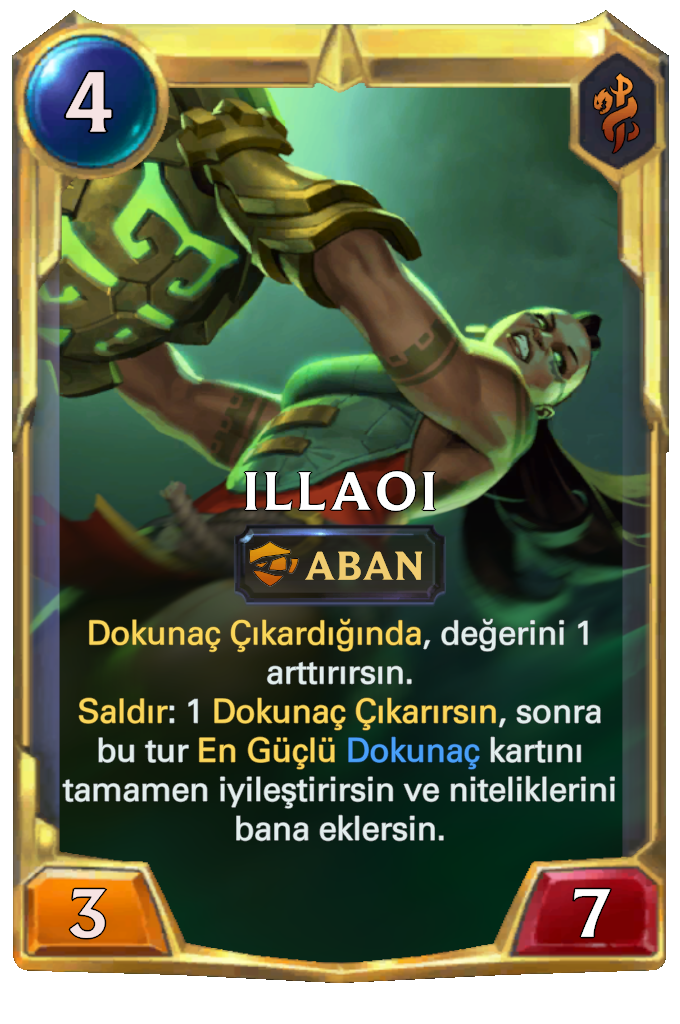 4
ILLAOI
ABAN
Dokunaç Çıkardığında, değerini 1
arttırırsın.
Saldır: 1 Dokunaç Çıkarırsın, sonra
bu tur En Güçlü Dokunaç kartını
tamamen iyileştirirsin ve niteliklerini
bana eklersin.
3
7